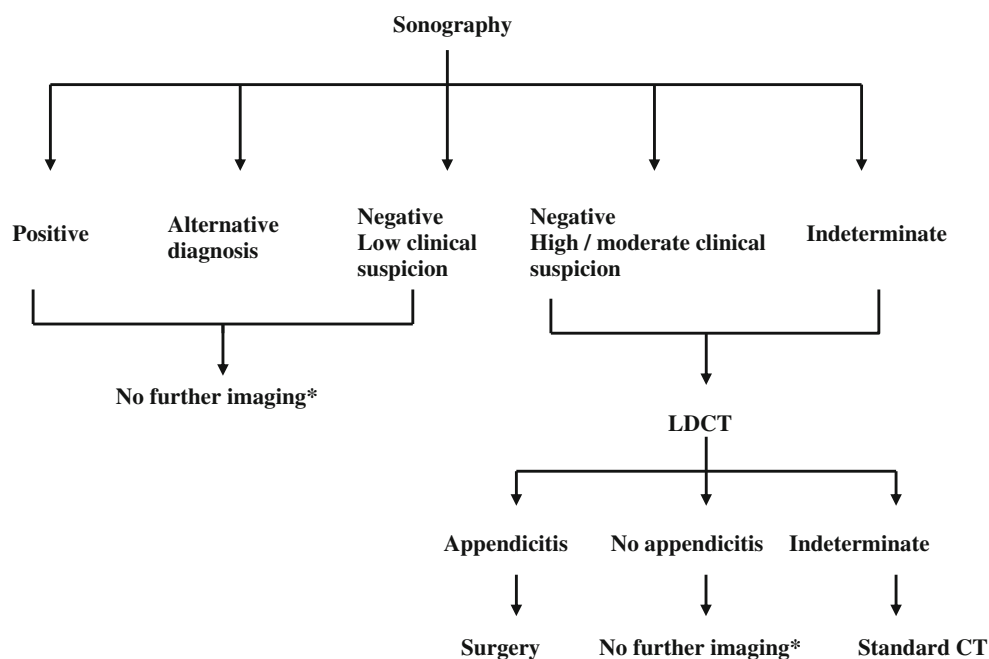 Sonography
Positive
Alternative
diagnosis
Negative
Low clinical
suspicion
Negative
High / moderate clinical
suspicion
Indeterminate
No further imaging*
LDCT
Appendicitis
No appendicitis
Indeterminate
Surgery
No further imaging*
Standard CT